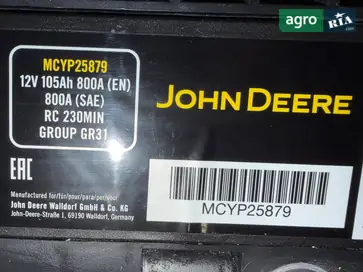 agro RIA.com
MCYP25879
12V 105Ah 800A (EN)
800A (SAE)
RC 230MIN
GROUP GR31
JOHN DEERE
EAC
MCYP25879
Manufactured for/für/pour/para/per/voor
John Deere Walldorf GmbH & Co. KG
John-Deere-Straße 1, 69190 Walldorf, Germany